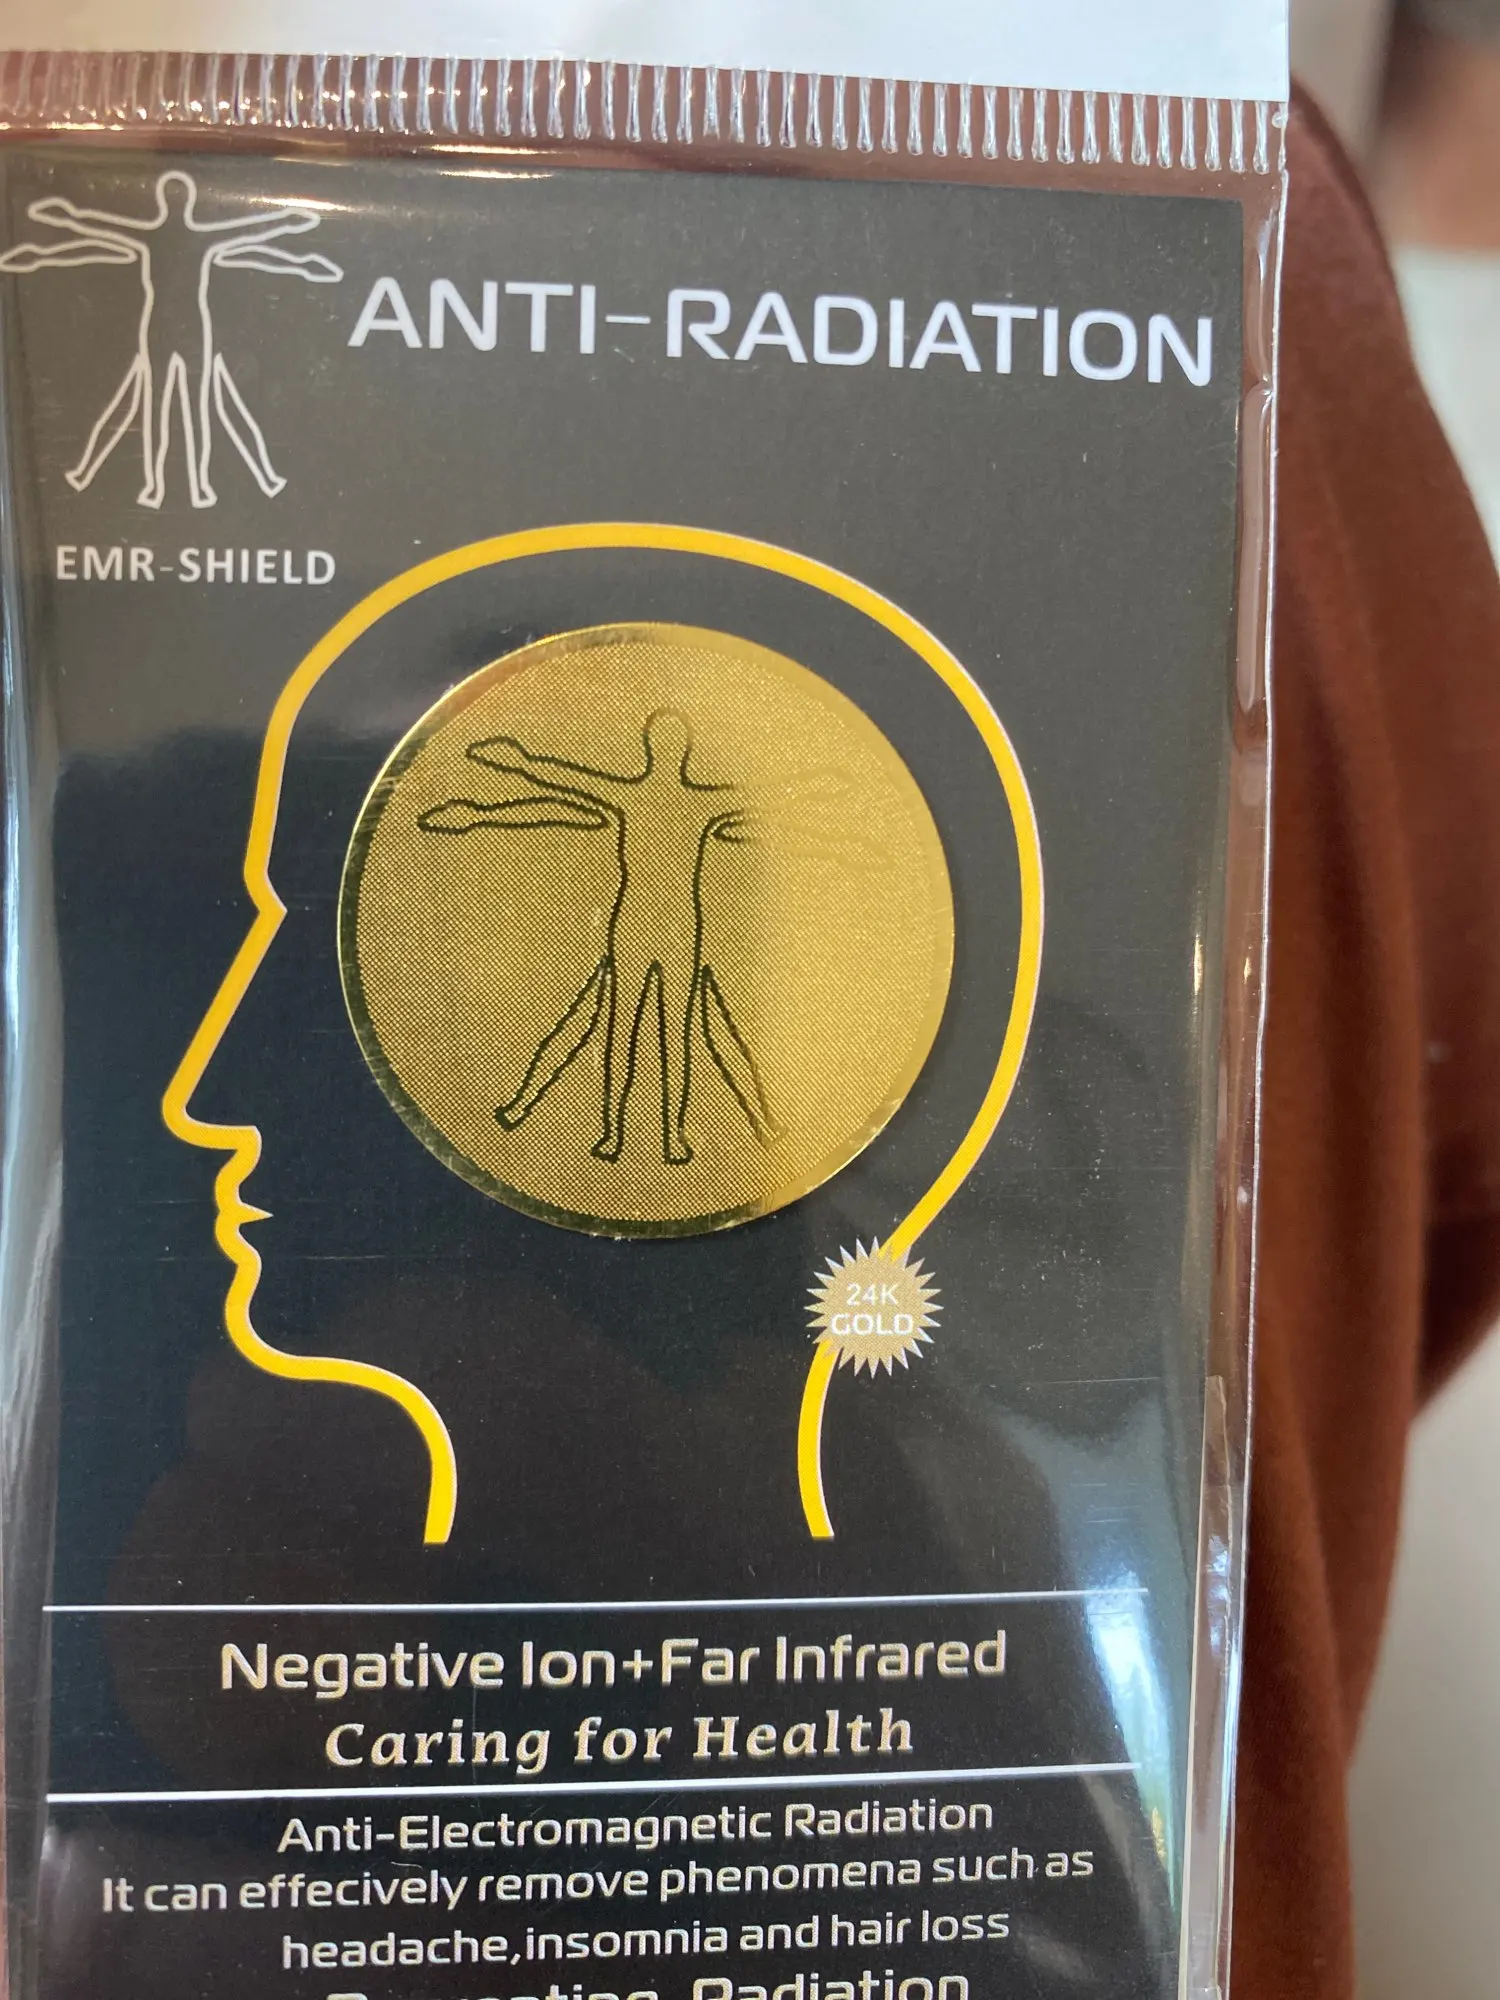 ANTI-RADIATION
EMR-SHIELD
24K
GOLD
Negative Ion+Far Infrared
Caring for Health
Anti-Electromagnetic Radiation
It can effecively remove phenomena such as
headache,insomnia and hair loss
Radiation